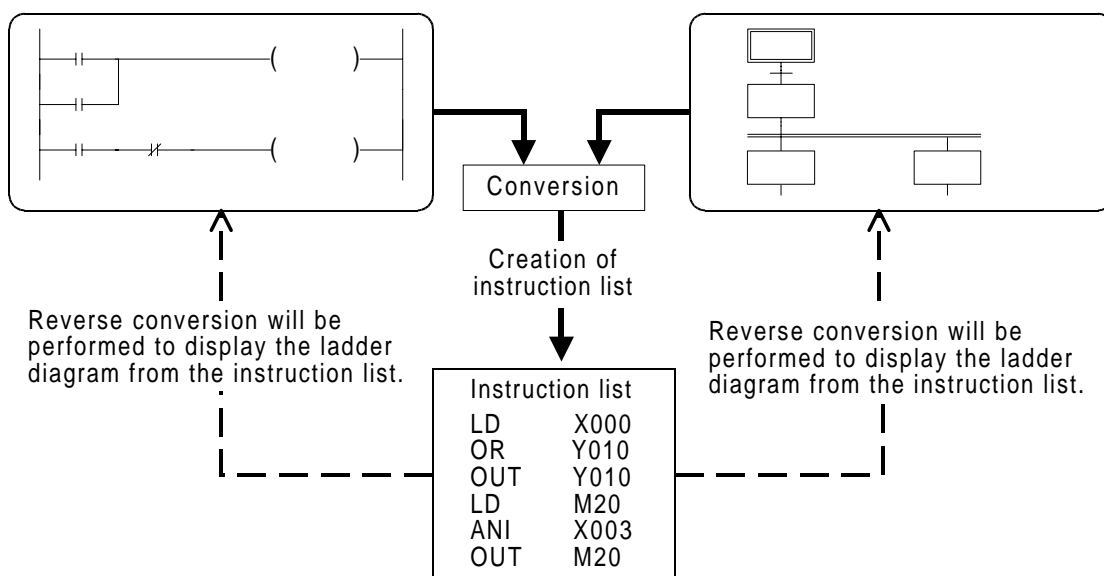 Conversion
Creation of
instruction list
Reverse conversion will be
performed to display the ladder
diagram from the instruction list.
Reverse conversion will be
performed to display the ladder
diagram from the instruction list.
Instruction list
LD X000
OR Y010
OUT Y010
LD M20
ANI X003
OUT M20